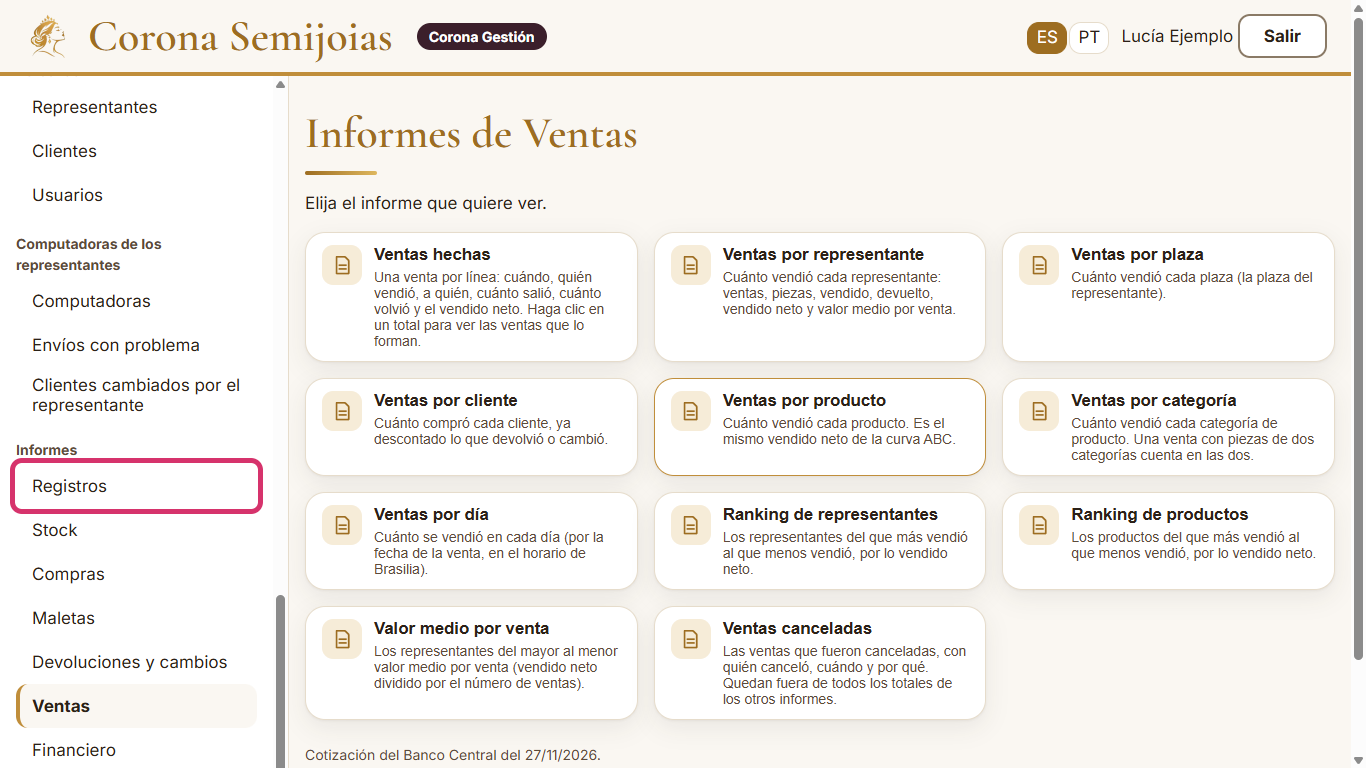 Corona Semijoias
Corona Gestión
ES
PT
Lucía Ejemplo
Salir
Representantes
Clientes
Usuarios
Computadoras de los
representantes
Computadoras
Envíos con problema
Clientes cambiados por el
representante
Informes
Registros
Stock
Compras
Maletas
Devoluciones y cambios
Ventas
Financiero
Informes de Ventas
Elija el informe que quiere ver.
Ventas hechas
Una venta por línea: cuándo, quién
vendió, a quién, cuánto salió, cuánto
volvió y el vendido neto. Haga clic en
un total para ver las ventas que lo
forman.
Ventas por representante
Cuánto vendió cada representante:
ventas, piezas, vendido, devuelto,
vendido neto y valor medio por venta.
Ventas por plaza
Cuánto vendió cada plaza (la plaza del
representante).
Ventas por cliente
Cuánto compró cada cliente, ya
descontado lo que devolvió o cambió.
Ventas por producto
Cuánto vendió cada producto. Es el
mismo vendido neto de la curva ABC.
Ventas por categoría
Cuánto vendió cada categoría de
producto. Una venta con piezas de dos
categorías cuenta en las dos.
Ventas por día
Cuánto se vendió en cada día (por la
fecha de la venta, en el horario de
Brasilia).
Ranking de representantes
Los representantes del que más vendió
al que menos vendió, por lo vendido
neto.
Ranking de productos
Los productos del que más vendió al
que menos vendió, por lo vendido neto.
Valor medio por venta
Los representantes del mayor al menor
valor medio por venta (vendido neto
dividido por el número de ventas).
Ventas canceladas
Las ventas que fueron canceladas, con
quién canceló, cuándo y por qué.
Quedan fuera de todos los totales de
los otros informes.
Cotización del Banco Central del 27/11/2026.